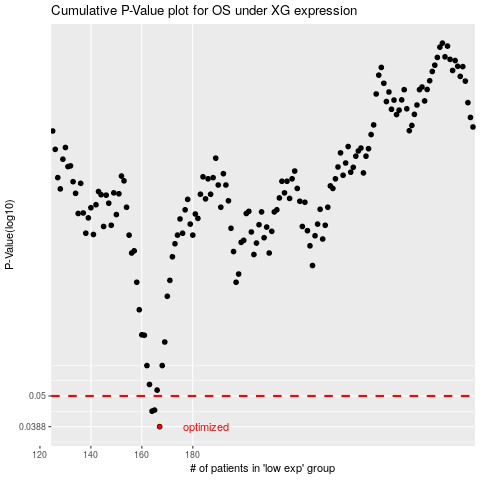 Cumulative P-Value plot for OS under XG expression
P-Value(log10)
0.05
0.0388
optimized
120 140 160 180
# of patients in 'low exp' group